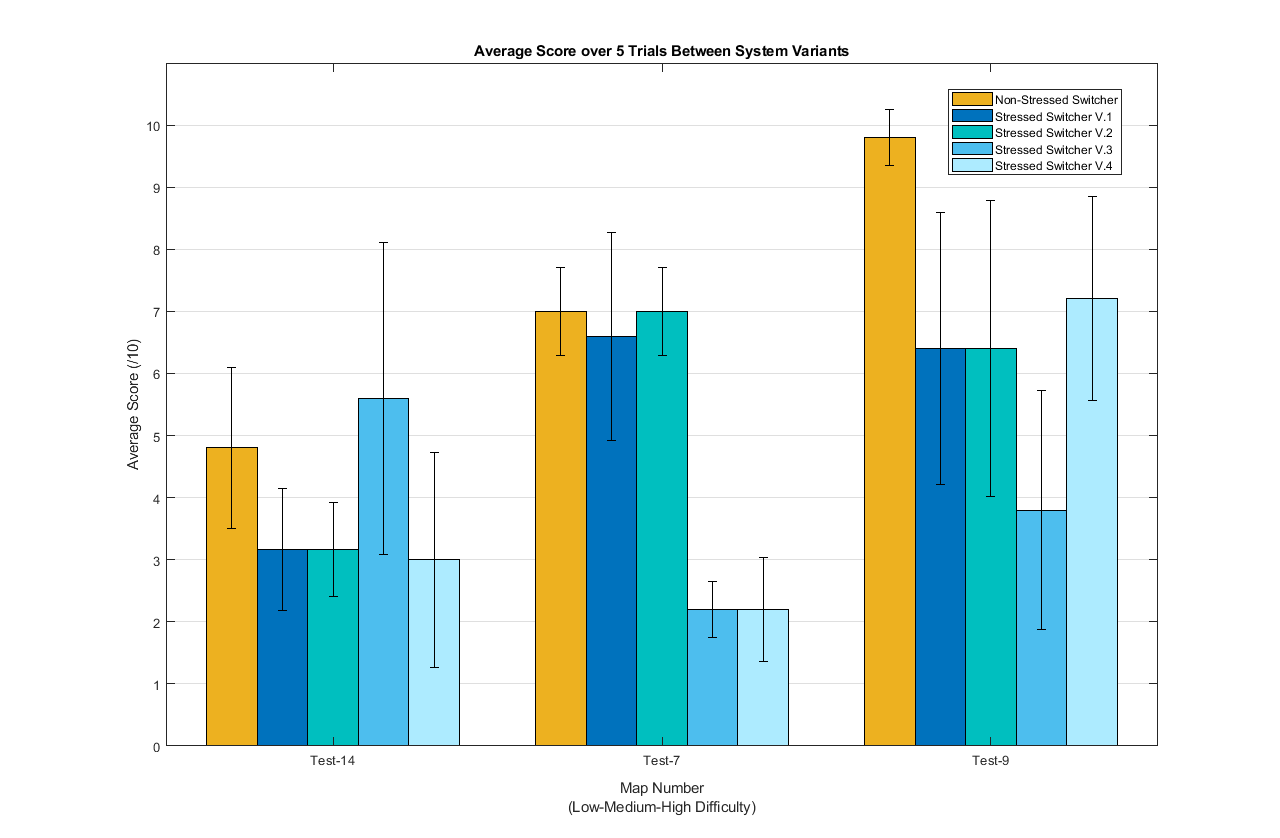 Average Score over 5 Trials Between System Variants
Non-Stressed Switcher
Stressed Switcher V.1
Stressed Switcher V.2
Stressed Switcher V.3
Stressed Switcher V.4
Average Score (/10)
10
9
8
7
6
5
4
3
2
1
0
Test-14 Test-7 Test-9
Map Number
(Low-Medium-High Difficulty)